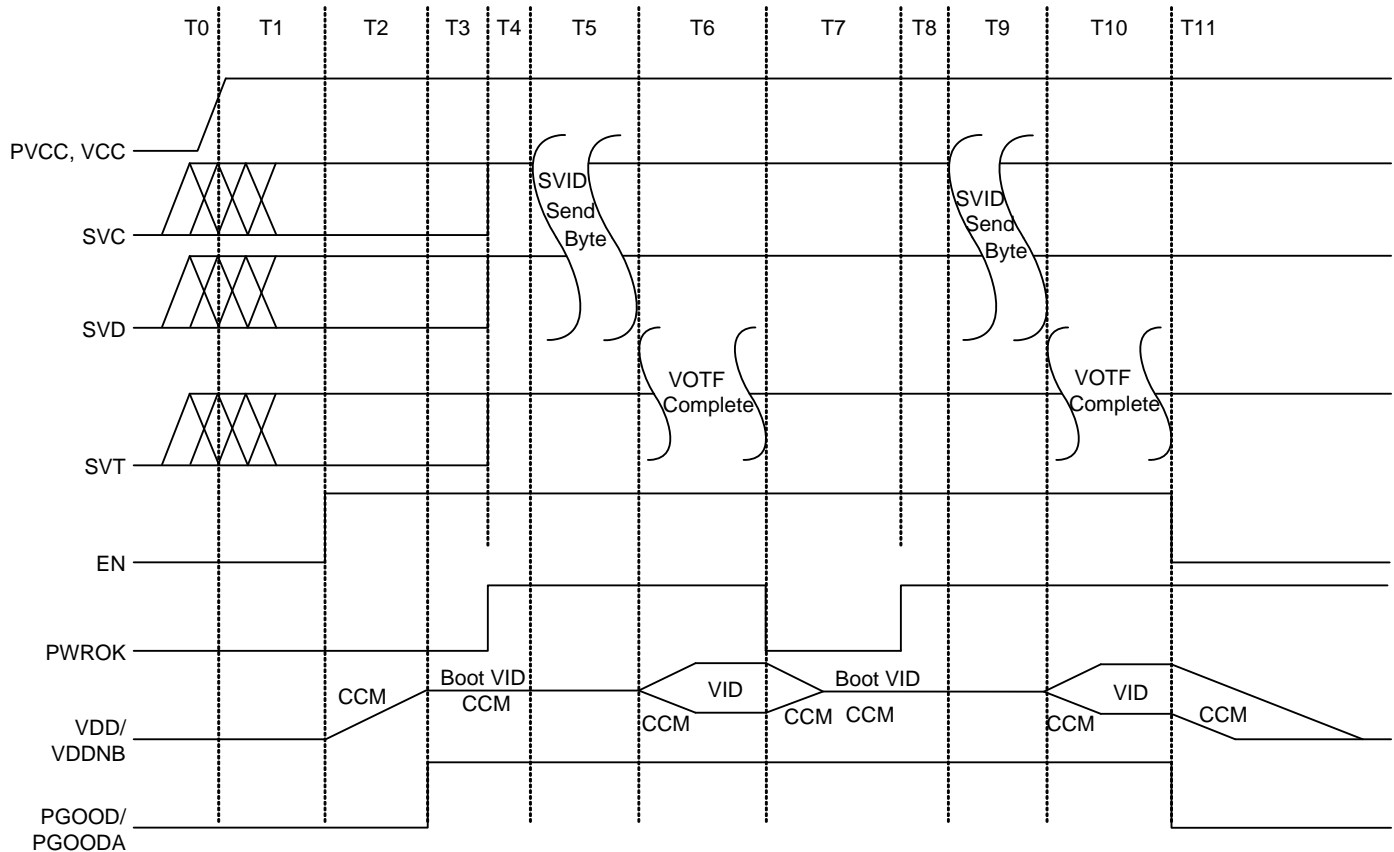 T0 T1 T2 T3 T4 T5 T6 T7 T8 T9 T10 T11
PVCC, VCC
SVID
Send
Byte
SVID
Send
Byte
SVC
SVD
VOTF
Complete
VOTF
Complete
SVT
EN
PWROK
CCM
Boot VID
CCM
CCM
VID
CCM
Boot VID
CCM
CCM
VID
CCM
VDD/
VDDNB
PGOOD/
PGOODA